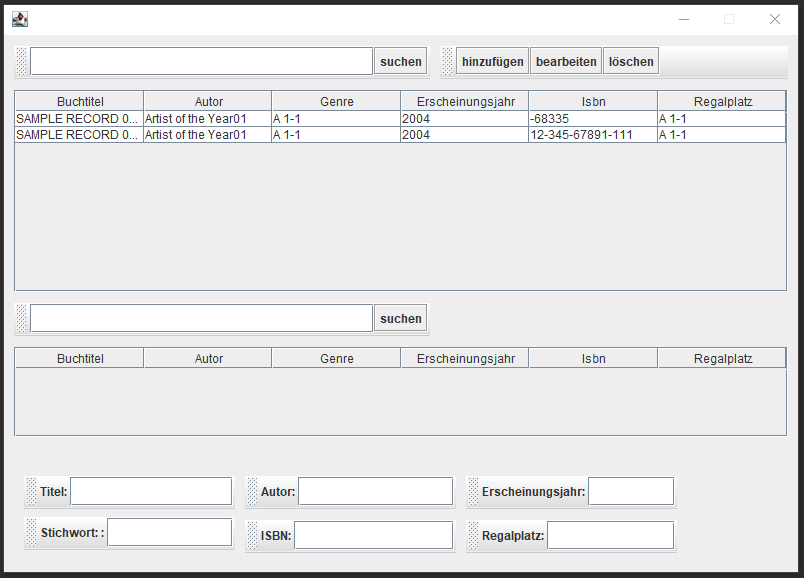 suchen hinzufügen bearbeiten löschen
Buchtitel Autor Genre Erscheinungsjahr Isbn Regalplatz
SAMPLE RECORD 0... Artist of the Year01 A 1-1 2004 -68335 A 1-1
SAMPLE RECORD 0... Artist of the Year01 A 1-1 2004 12-345-67891-111 A 1-1
suchen
Buchtitel Autor Genre Erscheinungsjahr Isbn Regalplatz
Titel: Autor: Erscheinungsjahr:
Stichwort: : ISBN: Regalplatz: